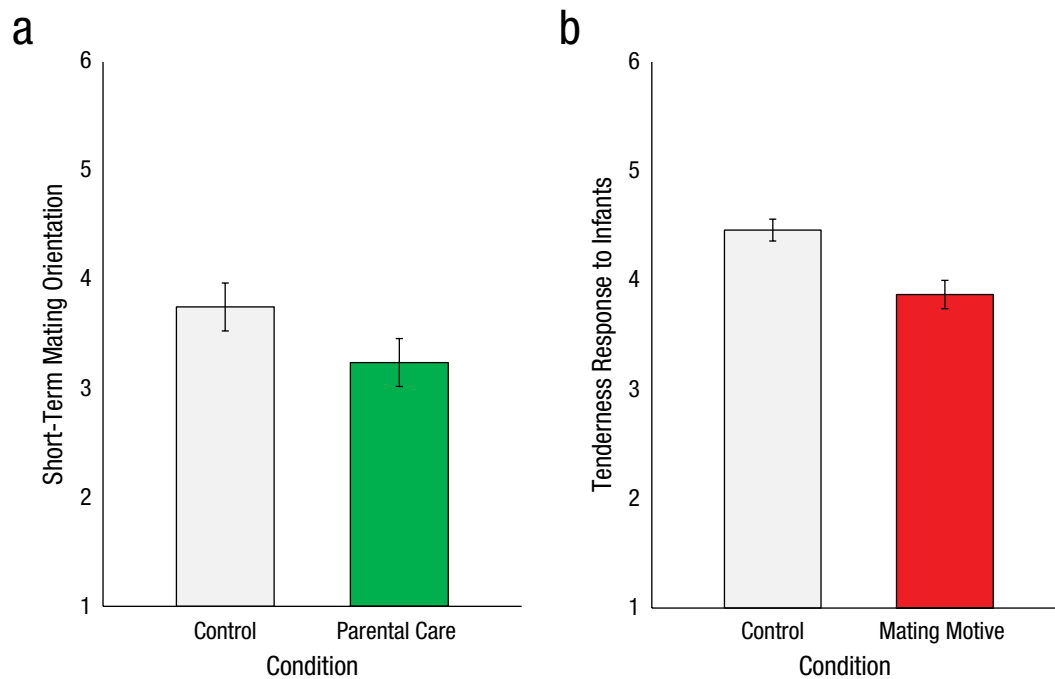 a
6
5
4
3
2
1
Short-Term Mating Orientation
Control
Parental Care
Condition
b
6
5
4
3
2
1
Tenderness Response to Infants
Control
Mating Motive
Condition